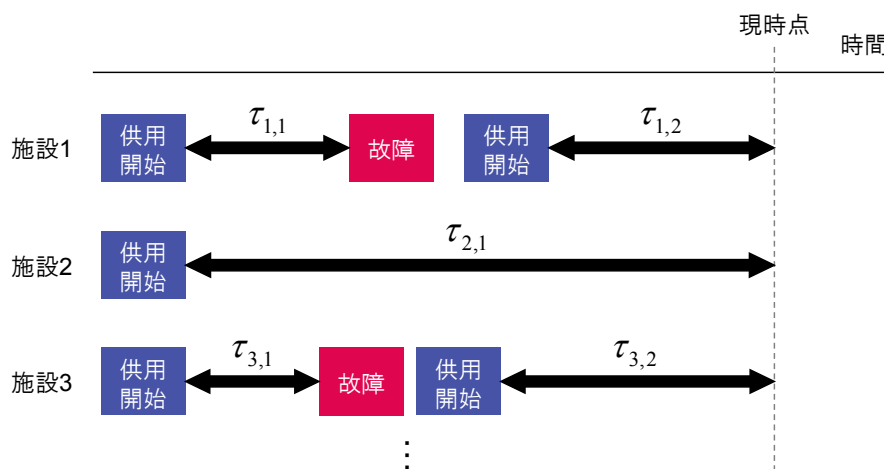 現時点
時間
施設1
供用
開始
τ1,1
故障
供用
開始
τ1,2
施設2
供用
開始
τ2,1
施設3
供用
開始
τ3,1
故障
供用
開始
τ3,2
⋮